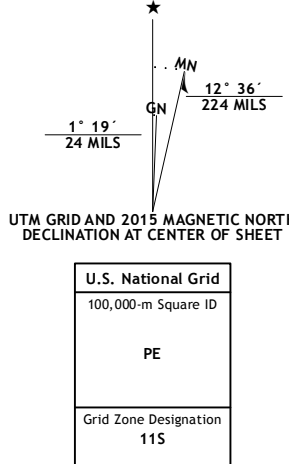 ★
MN
GN
12° 36´
224 MILS
1° 19´
24 MILS
UTM GRID AND 2015 MAGNETIC NORTH
DECLINATION AT CENTER OF SHEET
U.S. National Grid
100,000-m Square ID
PE
Grid Zone Designation
11S